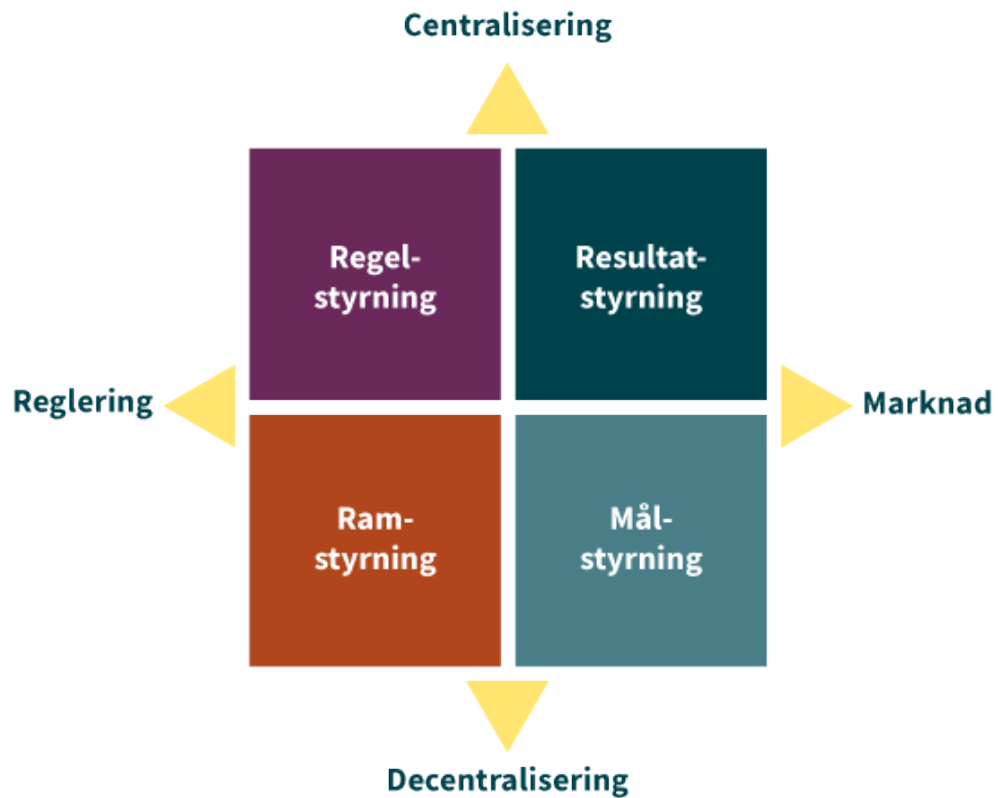 Centralisering
Regel-
styrning
Resultat-
styrning
Reglering
Marknad
Ram-
styrning
Mål-
styrning
Decentralisering